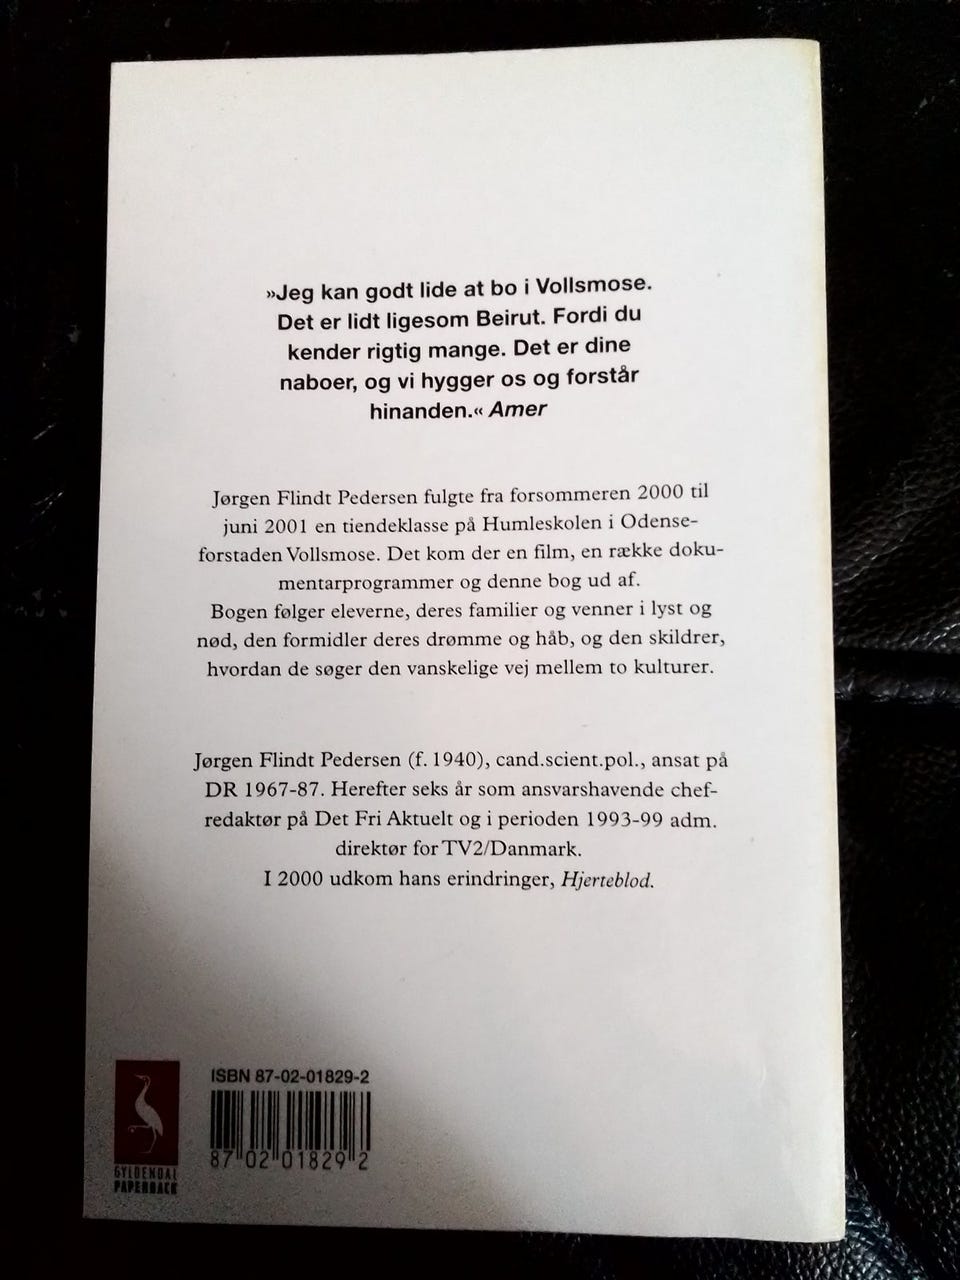 »Jeg kan godt lide at bo i Vollsmose.
Det er lidt ligesom Beirut. Fordi du
kender rigtig mange. Det er dine
naboer, og vi hygger os og forstår
hinanden.« Amer
Jørgen Flindt Pedersen fulgte fra forsommeren 2000 til
juni 2001 en tiendeklasse på Humleskolen i Odense-
forstaden Vollsmose. Det kom der en film, en række doku-
mentarprogrammer og denne bog ud af.
Bogen følger eleverne, deres familier og venner i lyst og
nød, den formidler deres drømme og håb, og den skildrer,
hvordan de søger den vanskelige vej mellem to kulturer.
Jørgen Flindt Pedersen (f. 1940), cand.scient.pol., ansat på
DR 1967-87. Herefter seks år som ansvarshavende chef-
redaktør på Det Fri Aktuelt og i perioden 1993-99 adm.
direktør for TV2/Danmark.
I 2000 udkom hans erindringer, Hjerteblod.
ISBN 87-02-01829-2
87 02 01829 2
GYLDENDAL
PAPERBACK